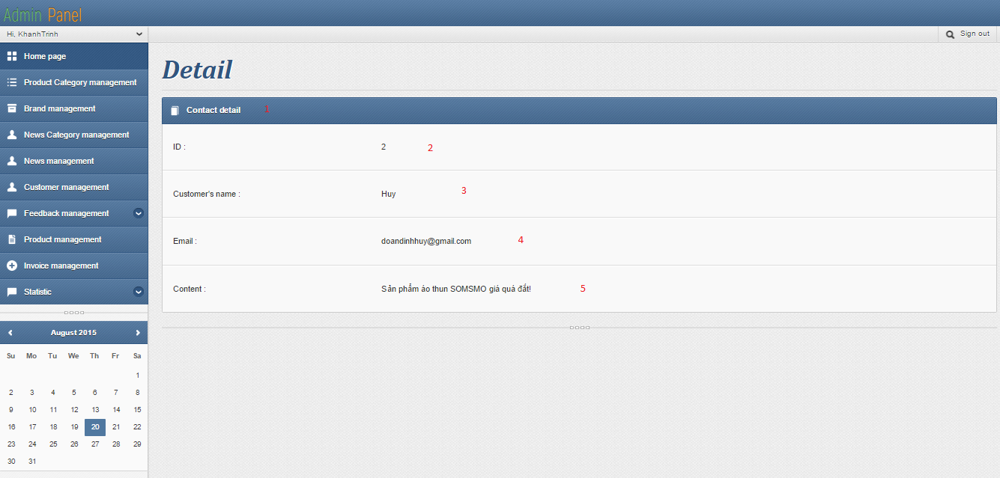 Admin Panel
Hi, KhanhTrinh
Sign out
Home page
Product Category management
Brand management
News Category management
News management
Customer management
Feedback management
Product management
Invoice management
Statistic
August 2015
Su Mo Tu We Th Fr Sa
1
2 3 4 5 6 7 8
9 10 11 12 13 14 15
16 17 18 19 20 21 22
23 24 25 26 27 28 29
30 31
Detail
Contact detail 1
ID : 2 2
Customer's name : Huy 3
Email : doandinhhuy@gmail.com 4
Content : Sản phẩm áo thun SOMSMO giá quá đắt! 5